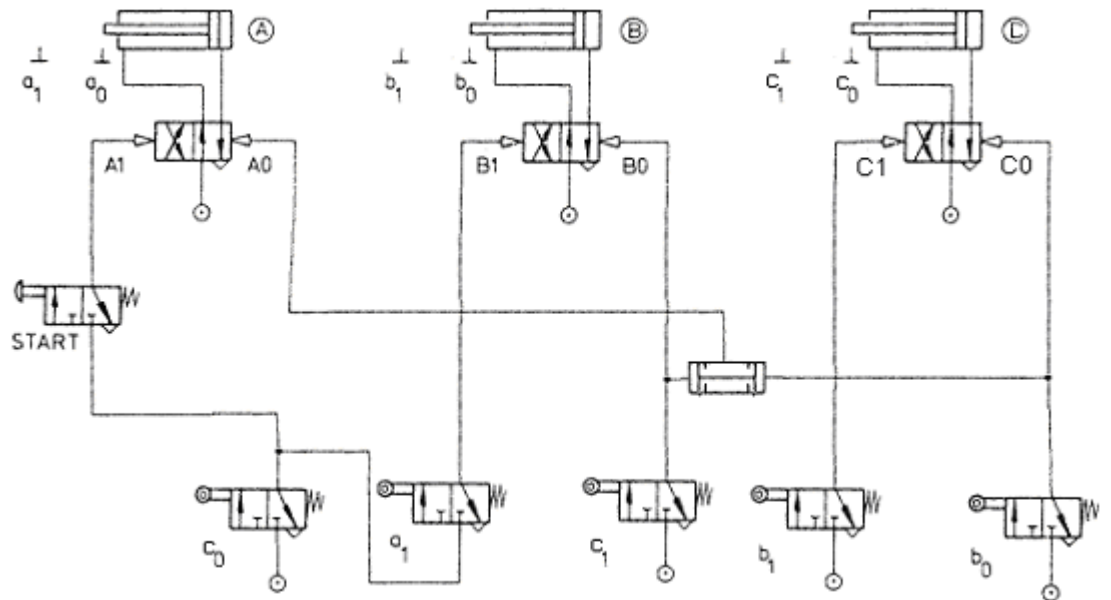 A B C
a1 a0 b1 b0 c1 c0
A1 A0 B1 B0 C1 C0
START
c0 a1 c1 b1 b0